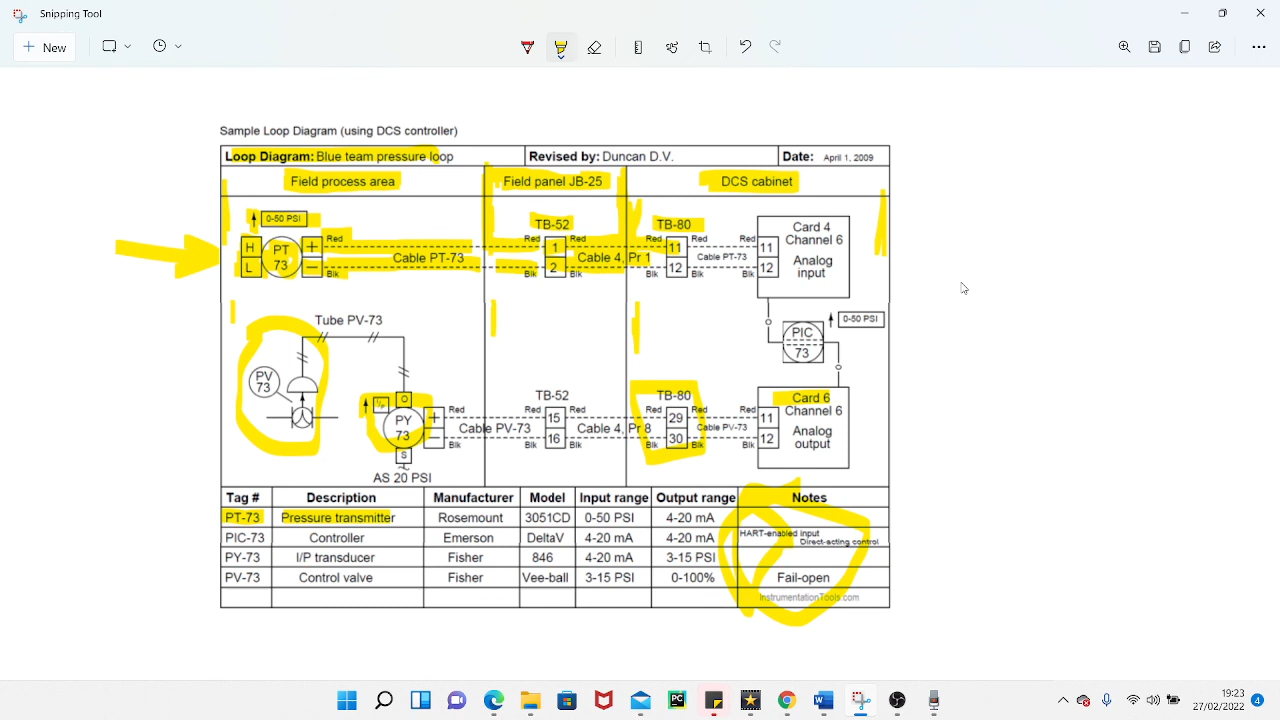 Snipping Tool
New
Sample Loop Diagram (using DCS controller)
Loop Diagram: Blue team pressure loop Revised by: Duncan D.V. Date: April 1, 2009
Field process area Field panel JB-25 DCS cabinet
0-50 PSI
TB-52 TB-80
Card 4
Channel 6
Analog
input
H L PT 73 + — Red Blk Cable PT-73 Red Blk 1 2 Red Blk Cable 4, Pr 1 Red Blk 11 12 Red Blk Cable PT-73 Red Blk 11 12
Tube PV-73
PIC 73 0-50 PSI
PV 73
I/P
TB-52 TB-80
Card 6
Channel 6
Analog
output
O PY 73 S + — Red Blk Cable PV-73 Red Blk 15 16 Red Blk Cable 4, Pr 8 Red Blk 29 30 Red Blk Cable PV-73 Red Blk 11 12
AS 20 PSI
Tag # Description Manufacturer Model Input range Output range Notes
PT-73 Pressure transmitter Rosemount 3051CD 0-50 PSI 4-20 mA
PIC-73 Controller Emerson DeltaV 4-20 mA 4-20 mA HART-enabled input Direct-acting control
PY-73 I/P transducer Fisher 846 4-20 mA 3-15 PSI
PV-73 Control valve Fisher Vee-ball 3-15 PSI 0-100% Fail-open
InstrumentationTools.com
PC
W
19:23
27/02/2022
4